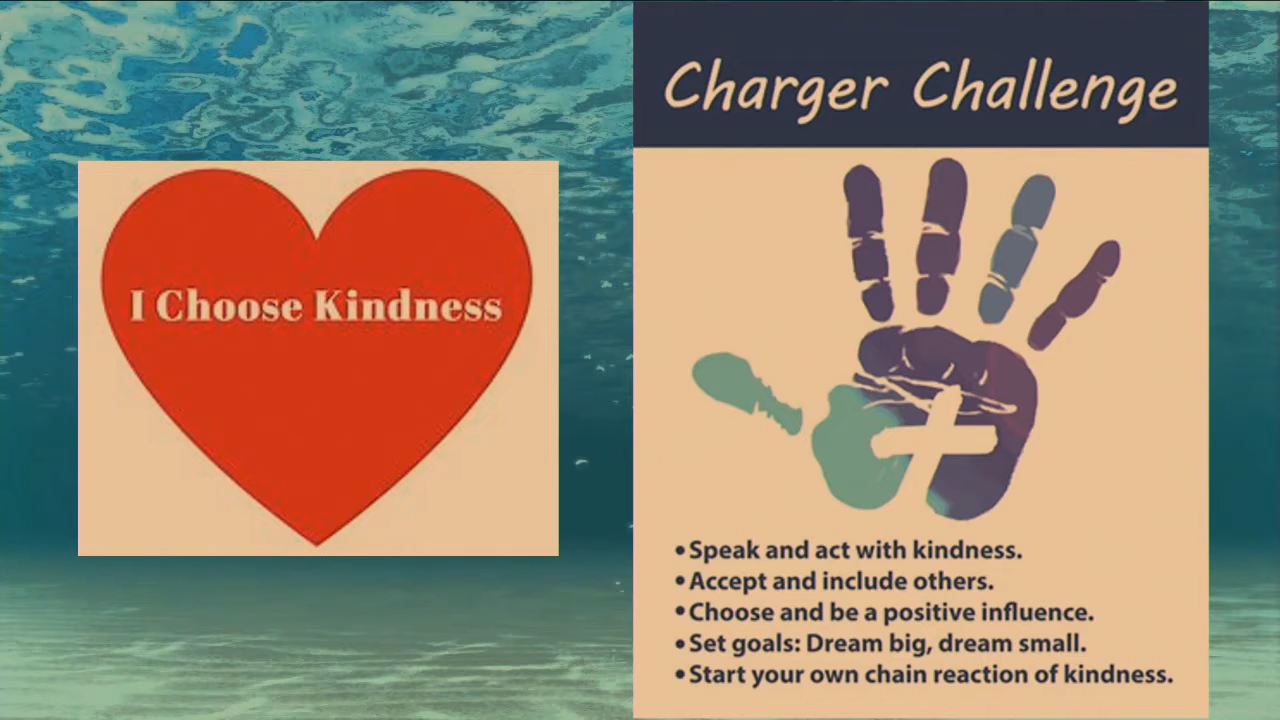 I Choose Kindness
Charger Challenge
• Speak and act with kindness.
• Accept and include others.
• Choose and be a positive influence.
• Set goals: Dream big, dream small.
• Start your own chain reaction of kindness.